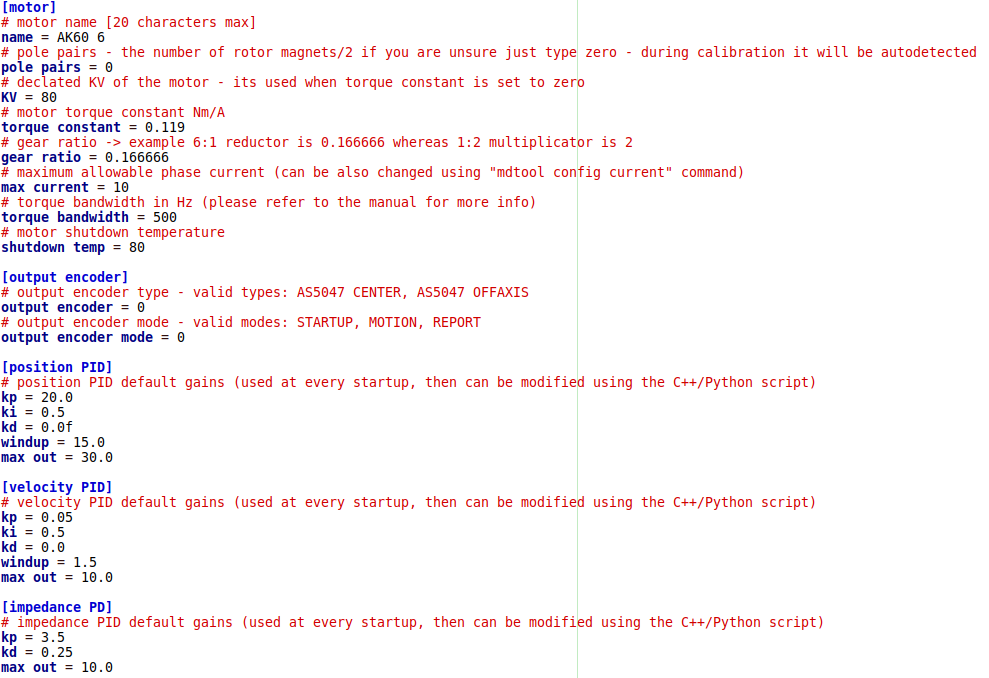 [motor]
# motor name [20 characters max]
name = AK60 6
# pole pairs - the number of rotor magnets/2 if you are unsure just type zero - during calibration it will be autodetected
pole pairs = 0
# declated KV of the motor - its used when torque constant is set to zero
KV = 80
# motor torque constant Nm/A
torque constant = 0.119
# gear ratio -> example 6:1 reductor is 0.166666 whereas 1:2 multiplicator is 2
gear ratio = 0.166666
# maximum allowable phase current (can be also changed using "mdtool config current" command)
max current = 10
# torque bandwidth in Hz (please refer to the manual for more info)
torque bandwidth = 500
# motor shutdown temperature
shutdown temp = 80

[output encoder]
# output encoder type - valid types: AS5047 CENTER, AS5047 OFFAXIS
output encoder = 0
# output encoder mode - valid modes: STARTUP, MOTION, REPORT
output encoder mode = 0

[position PID]
# position PID default gains (used at every startup, then can be modified using the C++/Python script)
kp = 20.0
ki = 0.5
kd = 0.0f
windup = 15.0
max out = 30.0

[velocity PID]
# velocity PID default gains (used at every startup, then can be modified using the C++/Python script)
kp = 0.05
ki = 0.5
kd = 0.0
windup = 1.5
max out = 10.0

[impedance PD]
# impedance PID default gains (used at every startup, then can be modified using the C++/Python script)
kp = 3.5
kd = 0.25
max out = 10.0